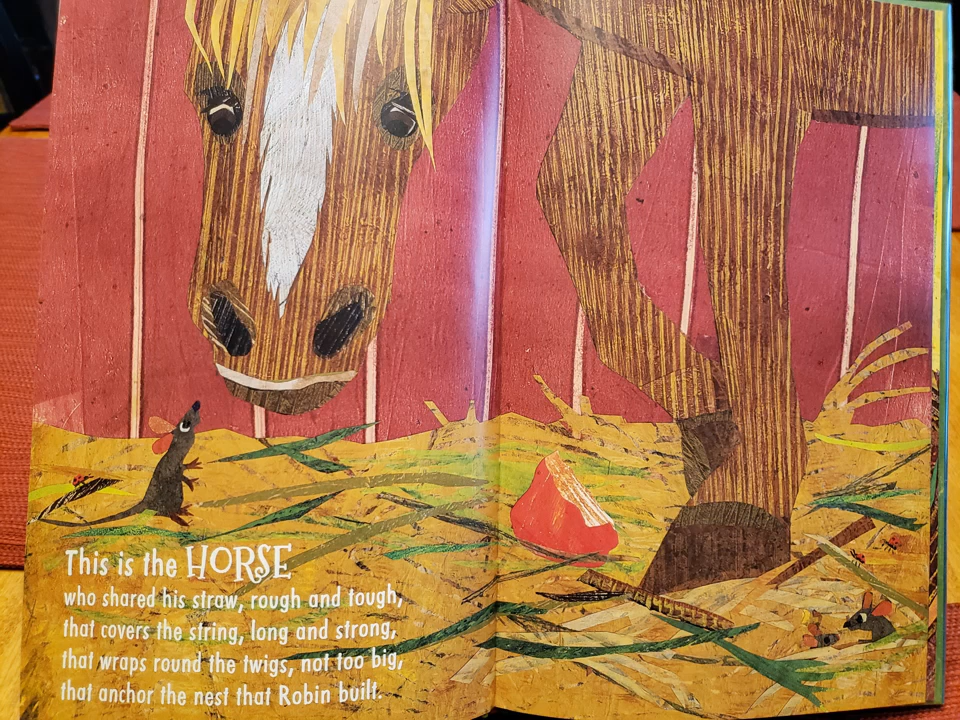 This is the HORSE
who shared his straw, rough and tough,
that covers the string, long and strong,
that wraps round the twigs, not too big,
that anchor the nest that Robin built.